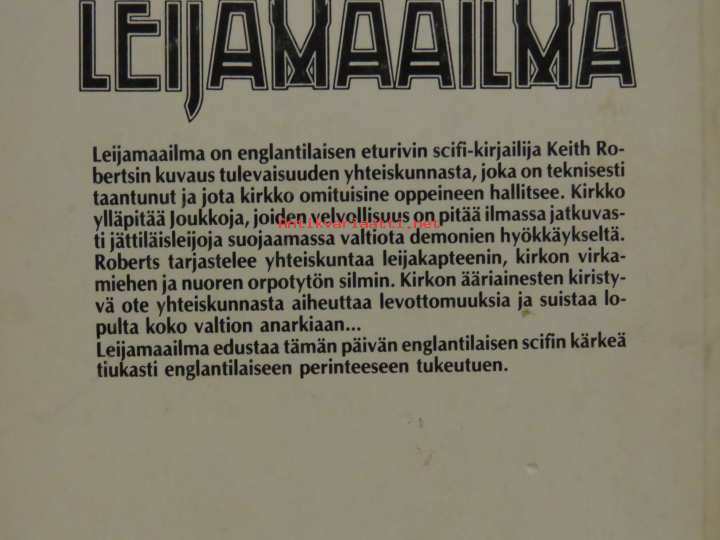 LEIJAMAAILMA
Leijamaailma on englantilaisen eturivin scifi-kirjailija Keith Ro-
bertsin kuvaus tulevaisuuden yhteiskunnasta, joka on teknisesti
taantunut ja jota kirkko omituisine oppeineen hallitsee. Kirkko
ylläpitää Joukkoja, joiden velvollisuus on pitää ilmassa jatkuvas-
Antikvariaatti.net
ti jättiläisleijoja suojaamassa valtiota demonien hyökkäykseltä.
Roberts tarjastelee yhteiskuntaa leijakapteenin, kirkon virka-
miehen ja nuoren orpotytön silmin. Kirkon ääriainesten kiristy-
vä ote yhteiskunnasta aiheuttaa levottomuuksia ja suistaa lo-
pulta koko valtion anarkiaan...
Leijamaailma edustaa tämän päivän englantilaisen scifin kärkeä
tiukasti englantilaiseen perinteeseen tukeutuen.